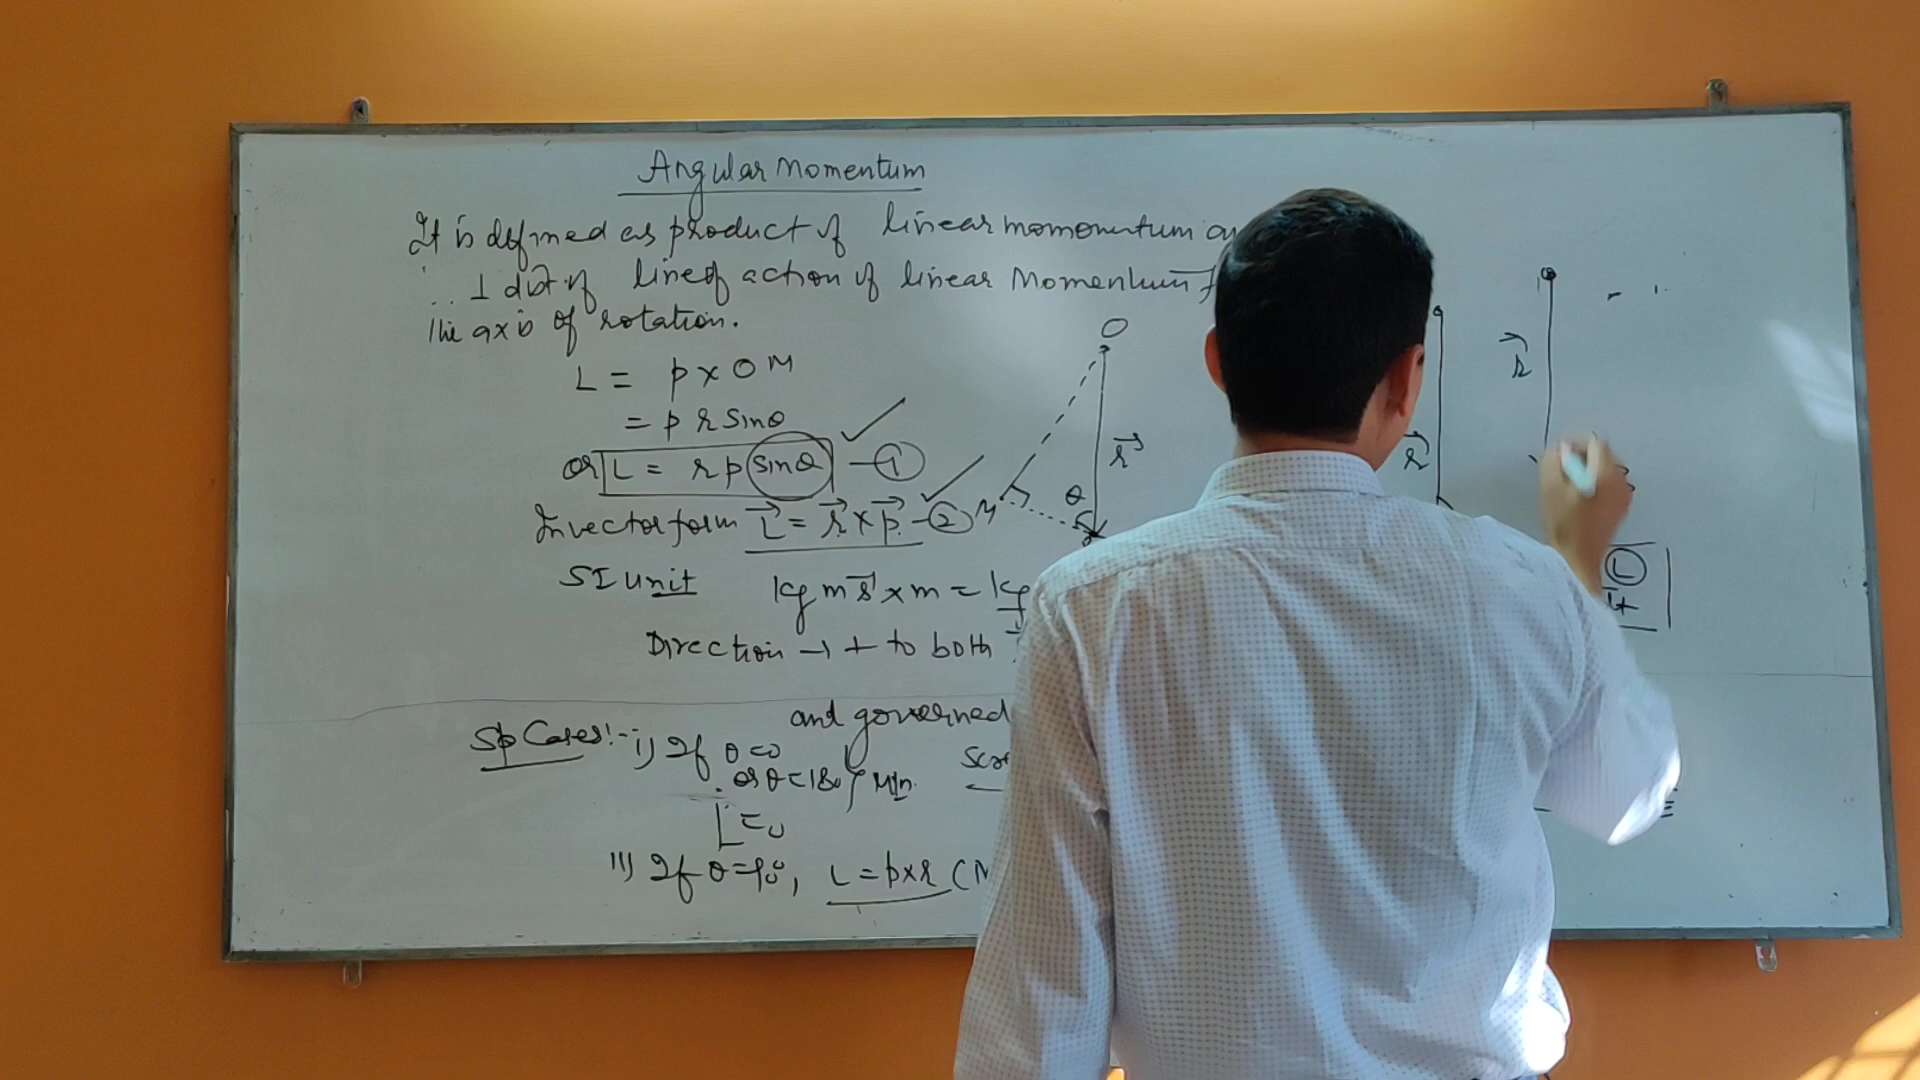 Angular Momentum
It is defined as product of linear momomentum
⊥ dist of line of action of linear Momentum
The axis of rotation.
L = p x OM
= p r sinθ
or L = r p sinθ — 1
In vector form L⃗ = r⃗ x p⃗ — 2
SI unit kg m s⁻¹ x m = kg
Direction → ⊥ to both
and governed
Sp Cases:- i) If θ=0
or θ=180° Min.
L=0
II) If θ=90°, L = p x r (M
O
r⃗
θ
M
r⃗
r⃗
L